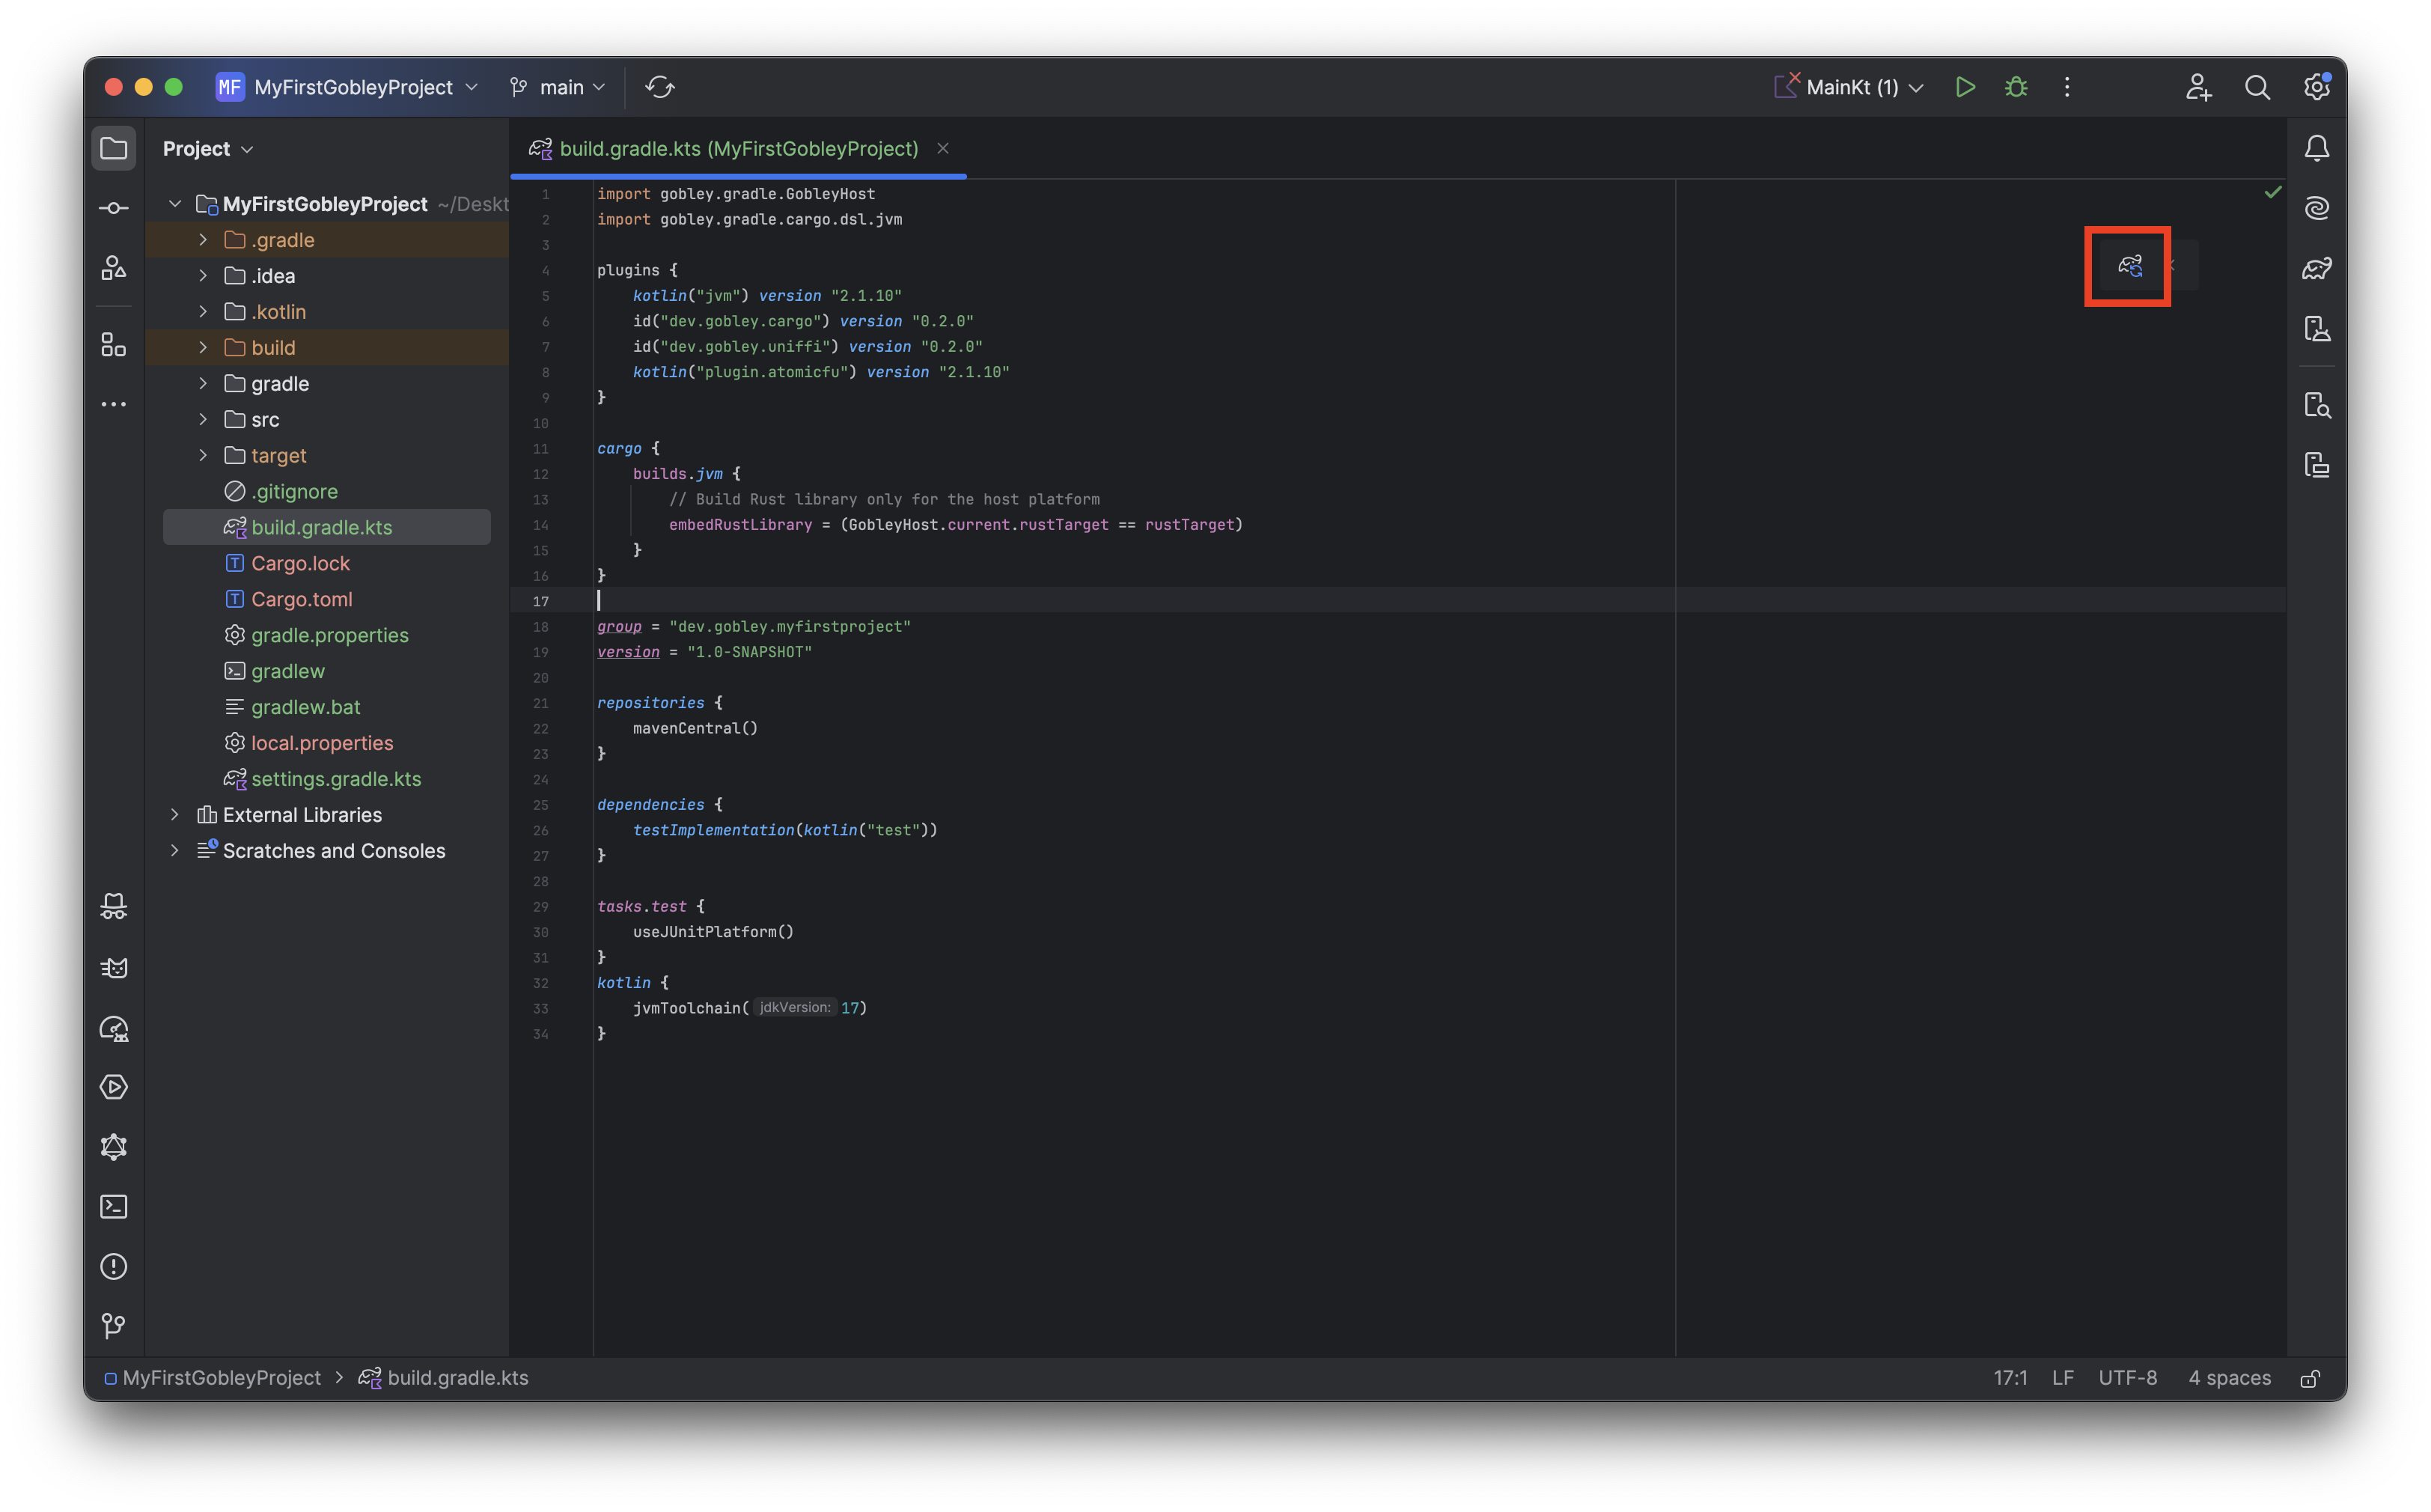 MF MyFirstGobleyProject main MainKt (1)
Project
build.gradle.kts (MyFirstGobleyProject)
MyFirstGobleyProject ~/Deskt
.gradle
.idea
.kotlin
build
gradle
src
target
.gitignore
build.gradle.kts
Cargo.lock
Cargo.toml
gradle.properties
gradlew
gradlew.bat
local.properties
settings.gradle.kts
External Libraries
Scratches and Consoles
1 import gobley.gradle.GobleyHost
2 import gobley.gradle.cargo.dsl.jvm
3
4 plugins {
5     kotlin("jvm") version "2.1.10"
6     id("dev.gobley.cargo") version "0.2.0"
7     id("dev.gobley.uniffi") version "0.2.0"
8     kotlin("plugin.atomicfu") version "2.1.10"
9 }
10
11 cargo {
12     builds.jvm {
13         // Build Rust library only for the host platform
14         embedRustLibrary = (GobleyHost.current.rustTarget == rustTarget)
15     }
16 }
17
18 group = "dev.gobley.myfirstproject"
19 version = "1.0-SNAPSHOT"
20
21 repositories {
22     mavenCentral()
23 }
24
25 dependencies {
26     testImplementation(kotlin("test"))
27 }
28
29 tasks.test {
30     useJUnitPlatform()
31 }
32 kotlin {
33     jvmToolchain( jdkVersion: 17)
34 }
MyFirstGobleyProject > build.gradle.kts 17:1 LF UTF-8 4 spaces